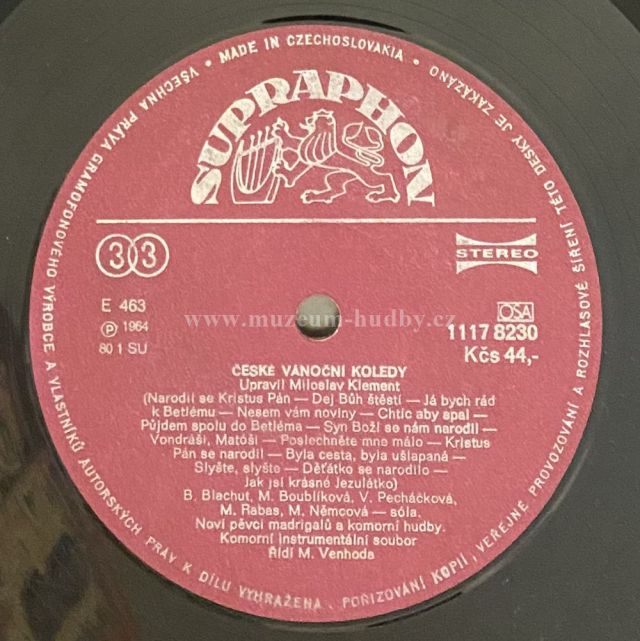 VŠECHNA PRÁVA GRAMOFONOVÉHO VÝROBCE A VLASTNÍKŮ AUTORSKÝCH PRÁV K DÍLU VYHRAŽENA. POŘIZOVÁNÍ KOPIÍ, VEŘEJNÉ PROVOZOVÁNÍ A ROZHLASOVÉ ŠÍŘENÍ TÉTO DESKY JE ZAKÁZÁNO • MADE IN CZECHOSLOVAKIA •
SUPRAPHON
33
STEREO
E 463
℗ 1964
80 1 SU
OSA
1117 8230
Kčs 44,-
www.muzeum-hudby.cz
ČESKÉ VÁNOČNÍ KOLEDY
Upravil Miloslav Klement
(Narodil se Kristus Pán — Dej Bůh štěstí — Já bych rád
k Betlému — Nesem vám noviny — Chtíc aby spal —
Půjdem spolu do Betléma — Syn Boží se nám narodil —
Vondráši, Matóši — Poslechněte mne málo — Kristus
Pán se narodil — Byla cesta, byla ušlapaná —
Slyšte, slyšte — Děťátko se narodilo —
Jak jsi krásné Jezulátko)
B. Blachut, M. Boublíková, V. Pecháčková,
M. Rabas, M. Němcová — sóla.
Noví pěvci madrigalů a komorní hudby.
Komorní instrumentální soubor
Řídí M. Venhoda